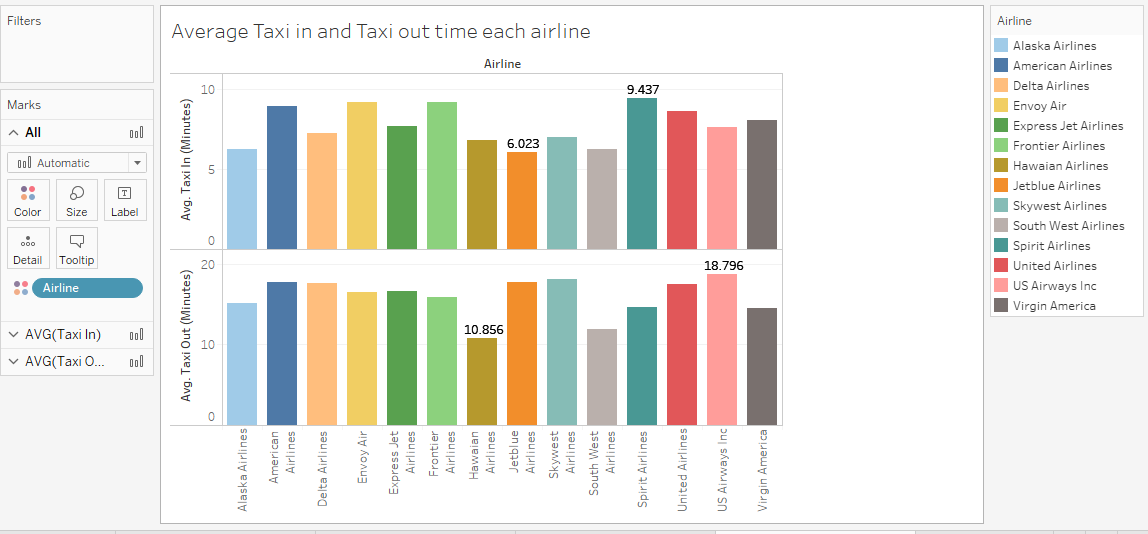 Filters
Marks
All
Automatic
Color Size Label
Detail Tooltip
Airline
AVG(Taxi In)
AVG(Taxi O...
Average Taxi in and Taxi out time each airline
Airline
Avg. Taxi In (Minutes)
10
5
0
6.023
9.437
Avg. Taxi Out (Minutes)
20
10
0
10.856
18.796
Alaska Airlines
American
Airlines
Delta Airlines
Envoy Air
Express Jet
Airlines
Frontier
Airlines
Hawaian
Airlines
Jetblue
Airlines
Skywest
Airlines
South West
Airlines
Spirit Airlines
United Airlines
US Airways Inc
Virgin America
Airline
Alaska Airlines
American Airlines
Delta Airlines
Envoy Air
Express Jet Airlines
Frontier Airlines
Hawaian Airlines
Jetblue Airlines
Skywest Airlines
South West Airlines
Spirit Airlines
United Airlines
US Airways Inc
Virgin America